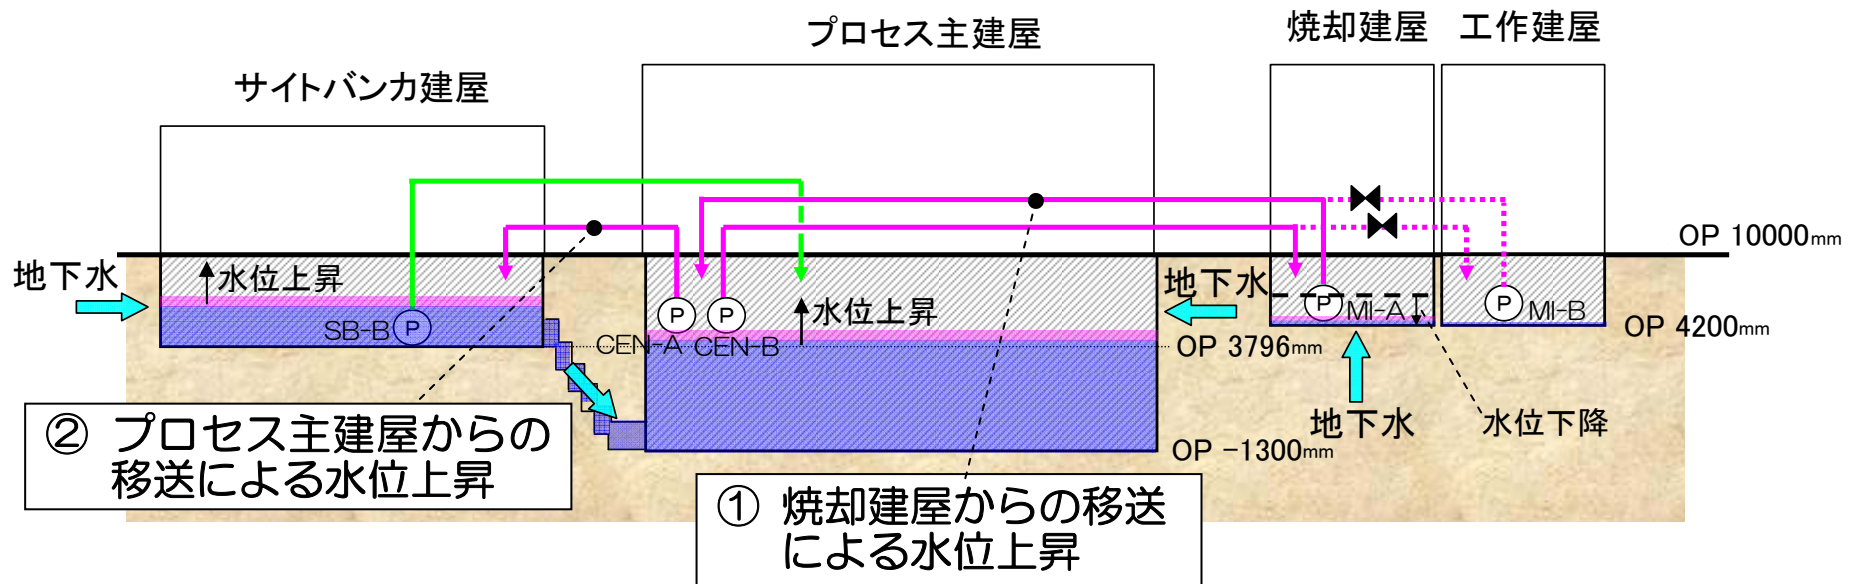 プロセス主建屋
焼却建屋
工作建屋
サイトバンカ建屋
OP 10000mm
地下水
水位上昇
SB-B
P
P
CEN-A
P
CEN-B
水位上昇
地下水
P
MI-A
P
MI-B
OP 4200mm
OP 3796mm
地下水
水位下降
OP -1300mm
② プロセス主建屋からの
移送による水位上昇
① 焼却建屋からの移送
による水位上昇